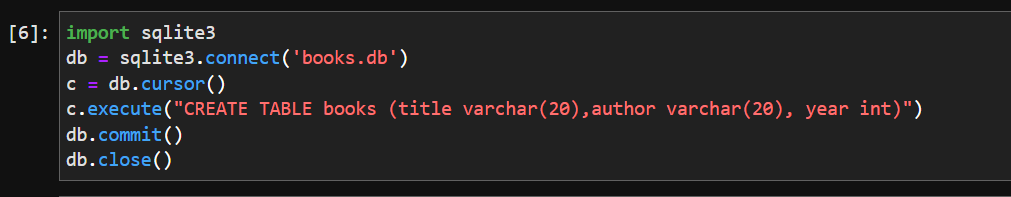 [6]: import sqlite3
db = sqlite3.connect('books.db')
c = db.cursor()
c.execute("CREATE TABLE books (title varchar(20),author varchar(20), year int)")
db.commit()
db.close()